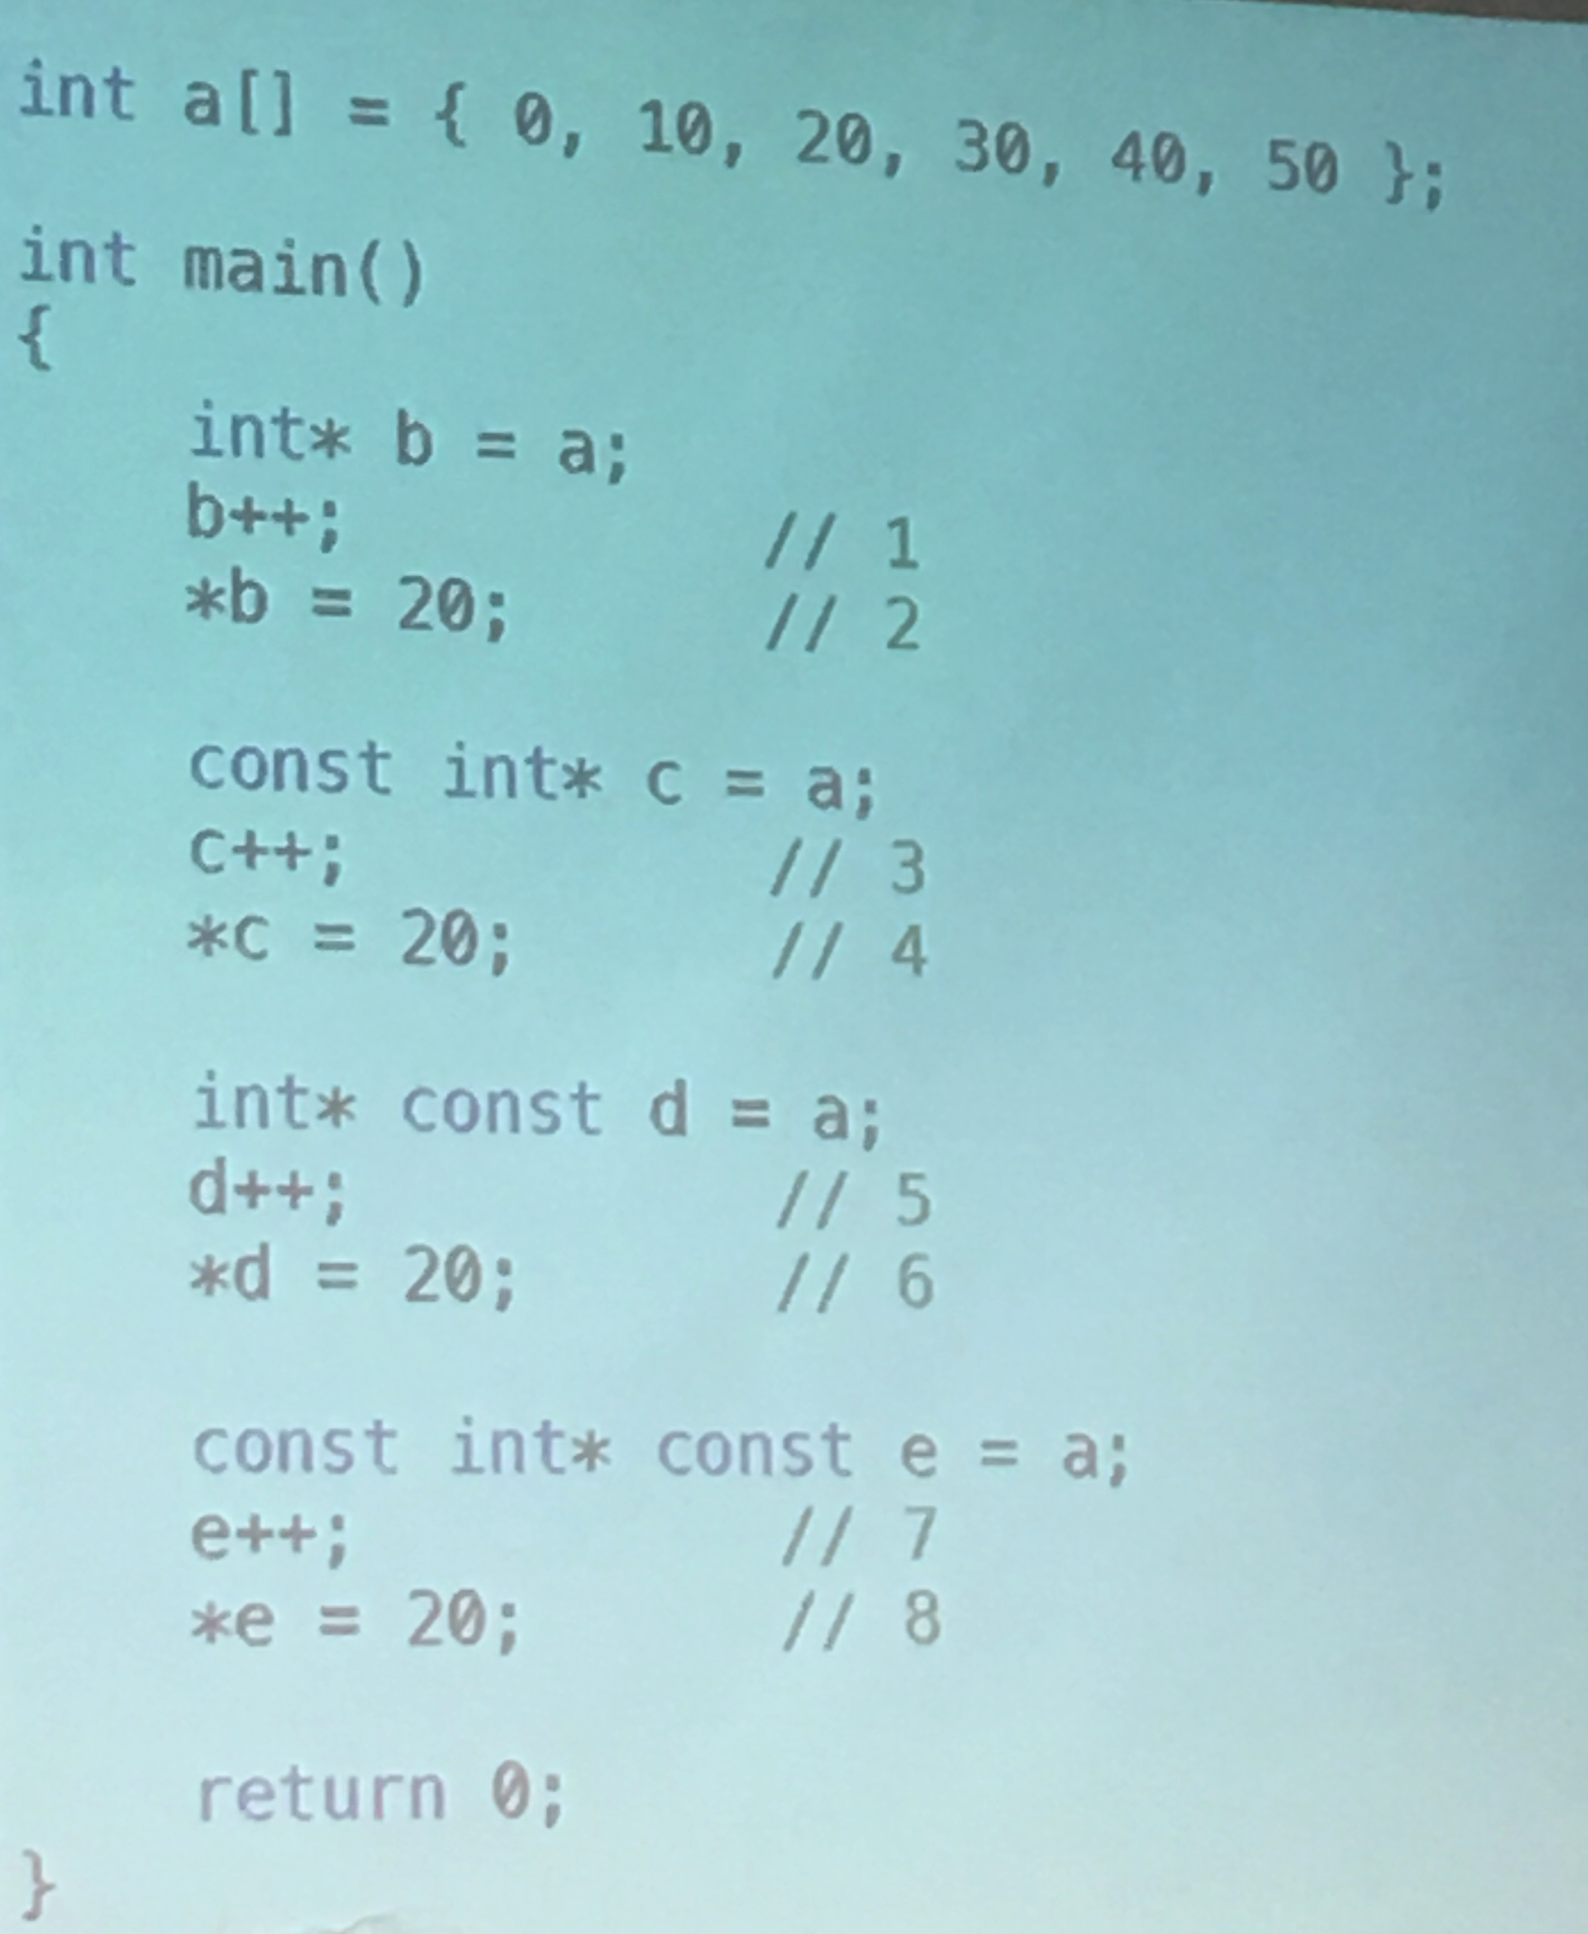 int a[] = { 0, 10, 20, 30, 40, 50 };
int main()
{
int* b = a;
b++; // 1
*b = 20; // 2
const int* c = a;
c++; // 3
*c = 20; // 4
int* const d = a;
d++; // 5
*d = 20; // 6
const int* const e = a;
e++; // 7
*e = 20; // 8
return 0;
}